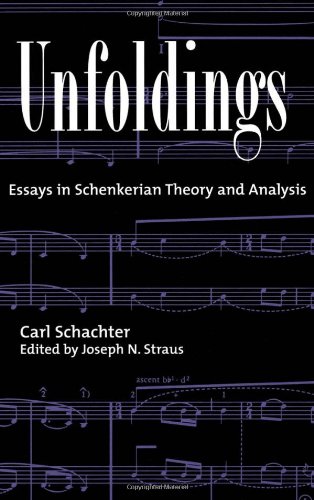 Unfoldings
I
Essays in Schenkerian Theory and Analysis
Carl Schachter
Edited by Joseph N. Straus
ascent b♭¹ - d²